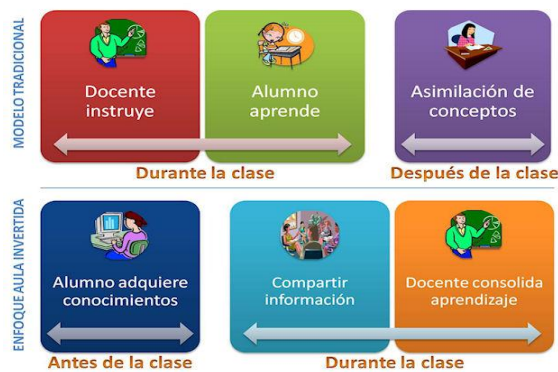 MODELO TRADICIONAL
Docente
instruye
Alumno
aprende
Asimilación de
conceptos
Durante la clase
Después de la clase
ENFOQUE AULA INVERTIDA
Alumno adquiere
conocimientos
Compartir
información
Docente consolida
aprendizaje
Antes de la clase
Durante la clase